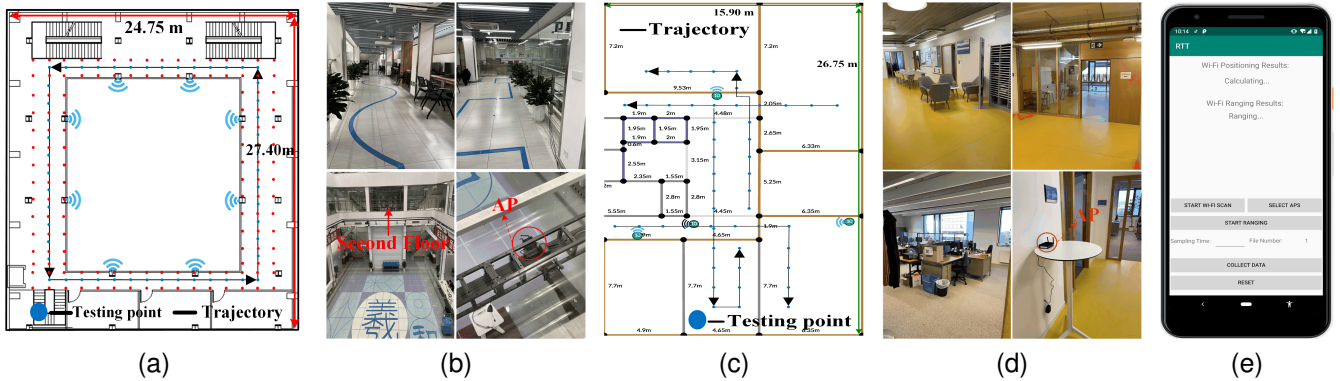 24.75 m
27.40m
Testing point
Trajectory
(a)
Second Floor
AP
(b)
15.90 m
Trajectory
26.75 m
7.2m
7.2m
9.53m
2.05m
1.9m
2m
4.48m
1.95m
1.95m
1.95m
2.65m
1.9m
2m
0.6m
6.33m
2.55m
3.15m
2.35m
1.55m
5.25m
2.8m
2.8m
5.55m
1.55m
4.45m
6.35m
1.9m
4.65m
7.7m
7.7m
7.7m
Testing point
4.9m
4.65m
6.35m
(c)
AP
(d)
10:14
RTT
Wi-Fi Positioning Results:
Calculating...
Wi-Fi Ranging Results:
Ranging...
START WI-FI SCAN
SELECT APS
START RANGING
Sampling Time:
File Number:
1
COLLECT DATA
RESET
(e)